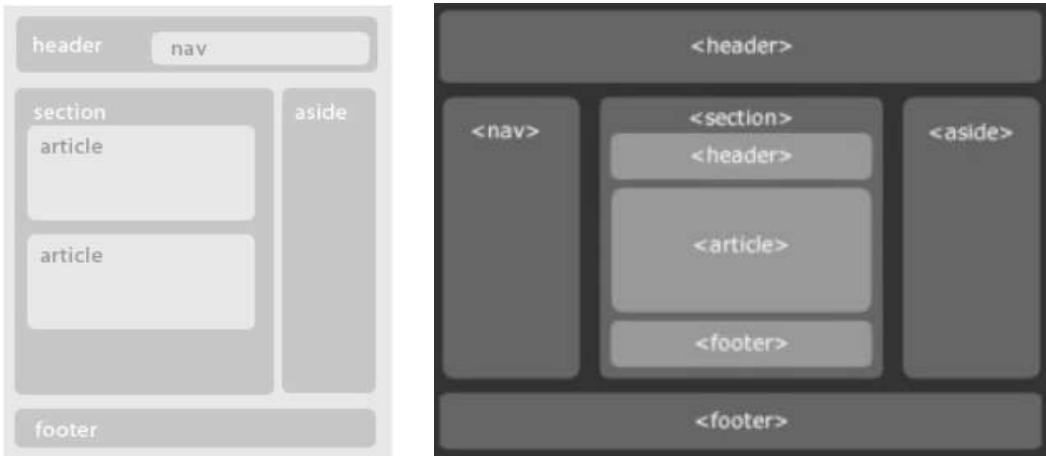 header
nav
section
aside
article
article
footer
<header>
<nav>
<section>
<aside>
<header>
<article>
<footer>
<footer>